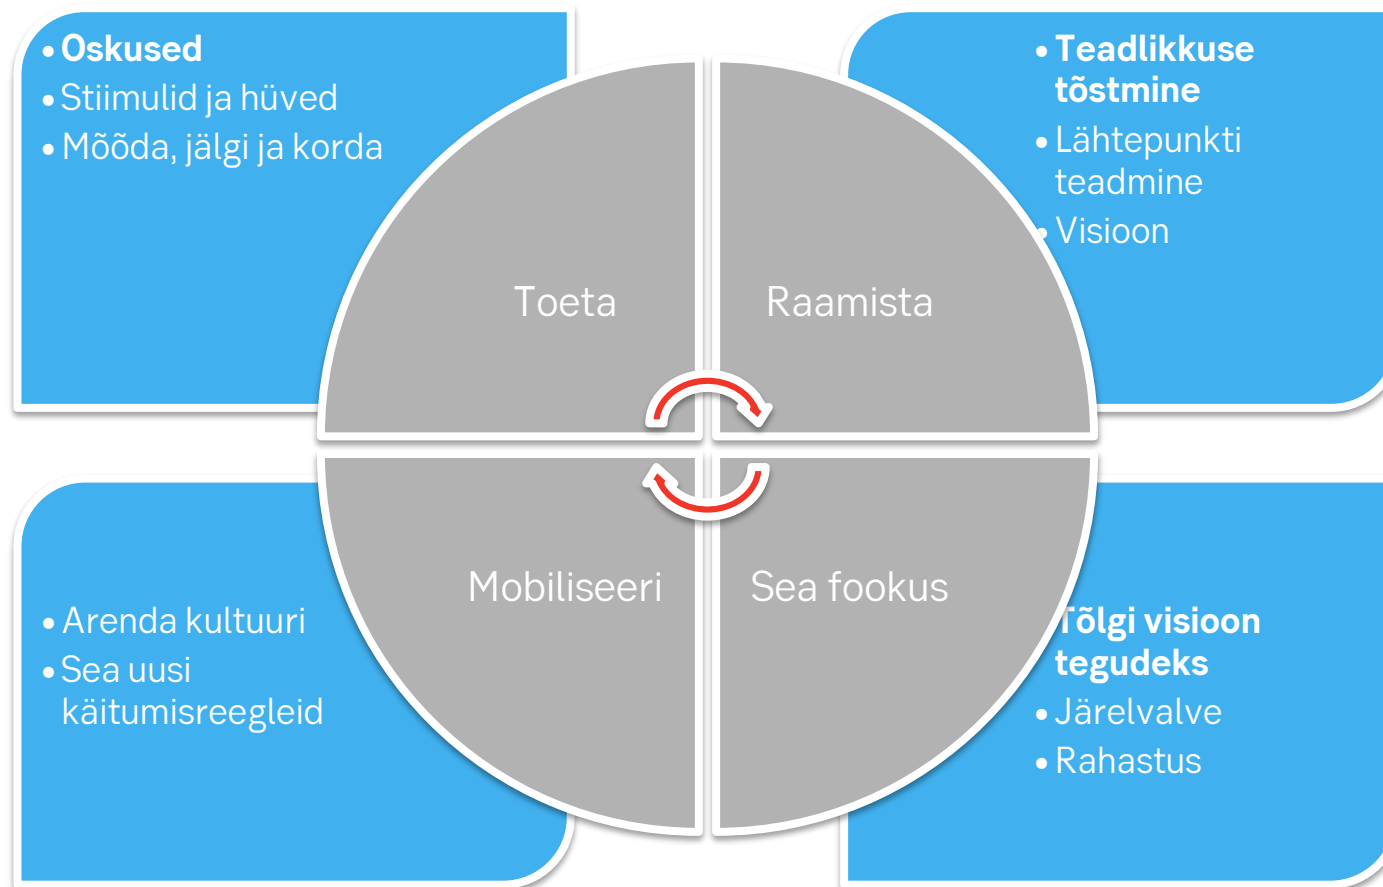 • Oskused
• Stiimulid ja hüved
• Mõõda, jälgi ja korda
• Teadlikkuse
tõstmine
• Lähtepunkti
teadmine
• Visioon
Toeta
Raamista
Mobiliseeri
Sea fookus
• Arenda kultuuri
• Sea uusi
käitumisreegleid
Tõlgi visioon
tegudeks
• Järelvalve
• Rahastus